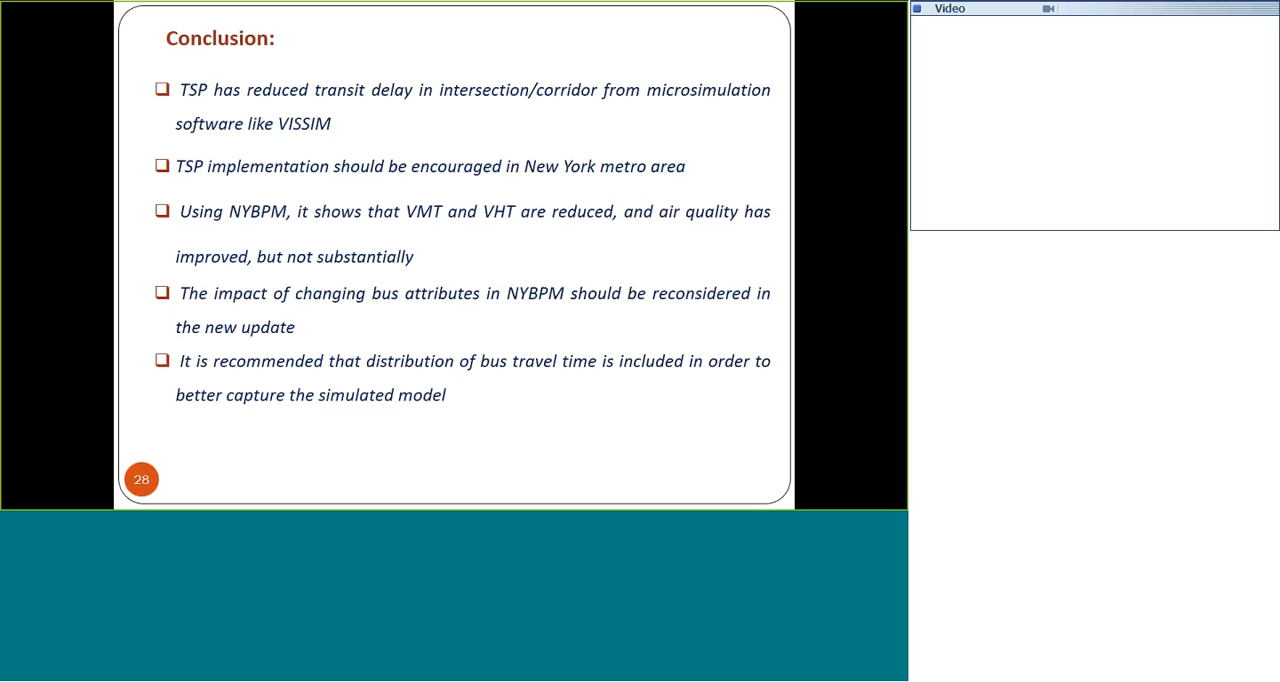 Video
Conclusion:
❑ TSP has reduced transit delay in intersection/corridor from microsimulation
software like VISSIM
❑ TSP implementation should be encouraged in New York metro area
❑ Using NYBPM, it shows that VMT and VHT are reduced, and air quality has
improved, but not substantially
❑ The impact of changing bus attributes in NYBPM should be reconsidered in
the new update
❑ It is recommended that distribution of bus travel time is included in order to
better capture the simulated model
28